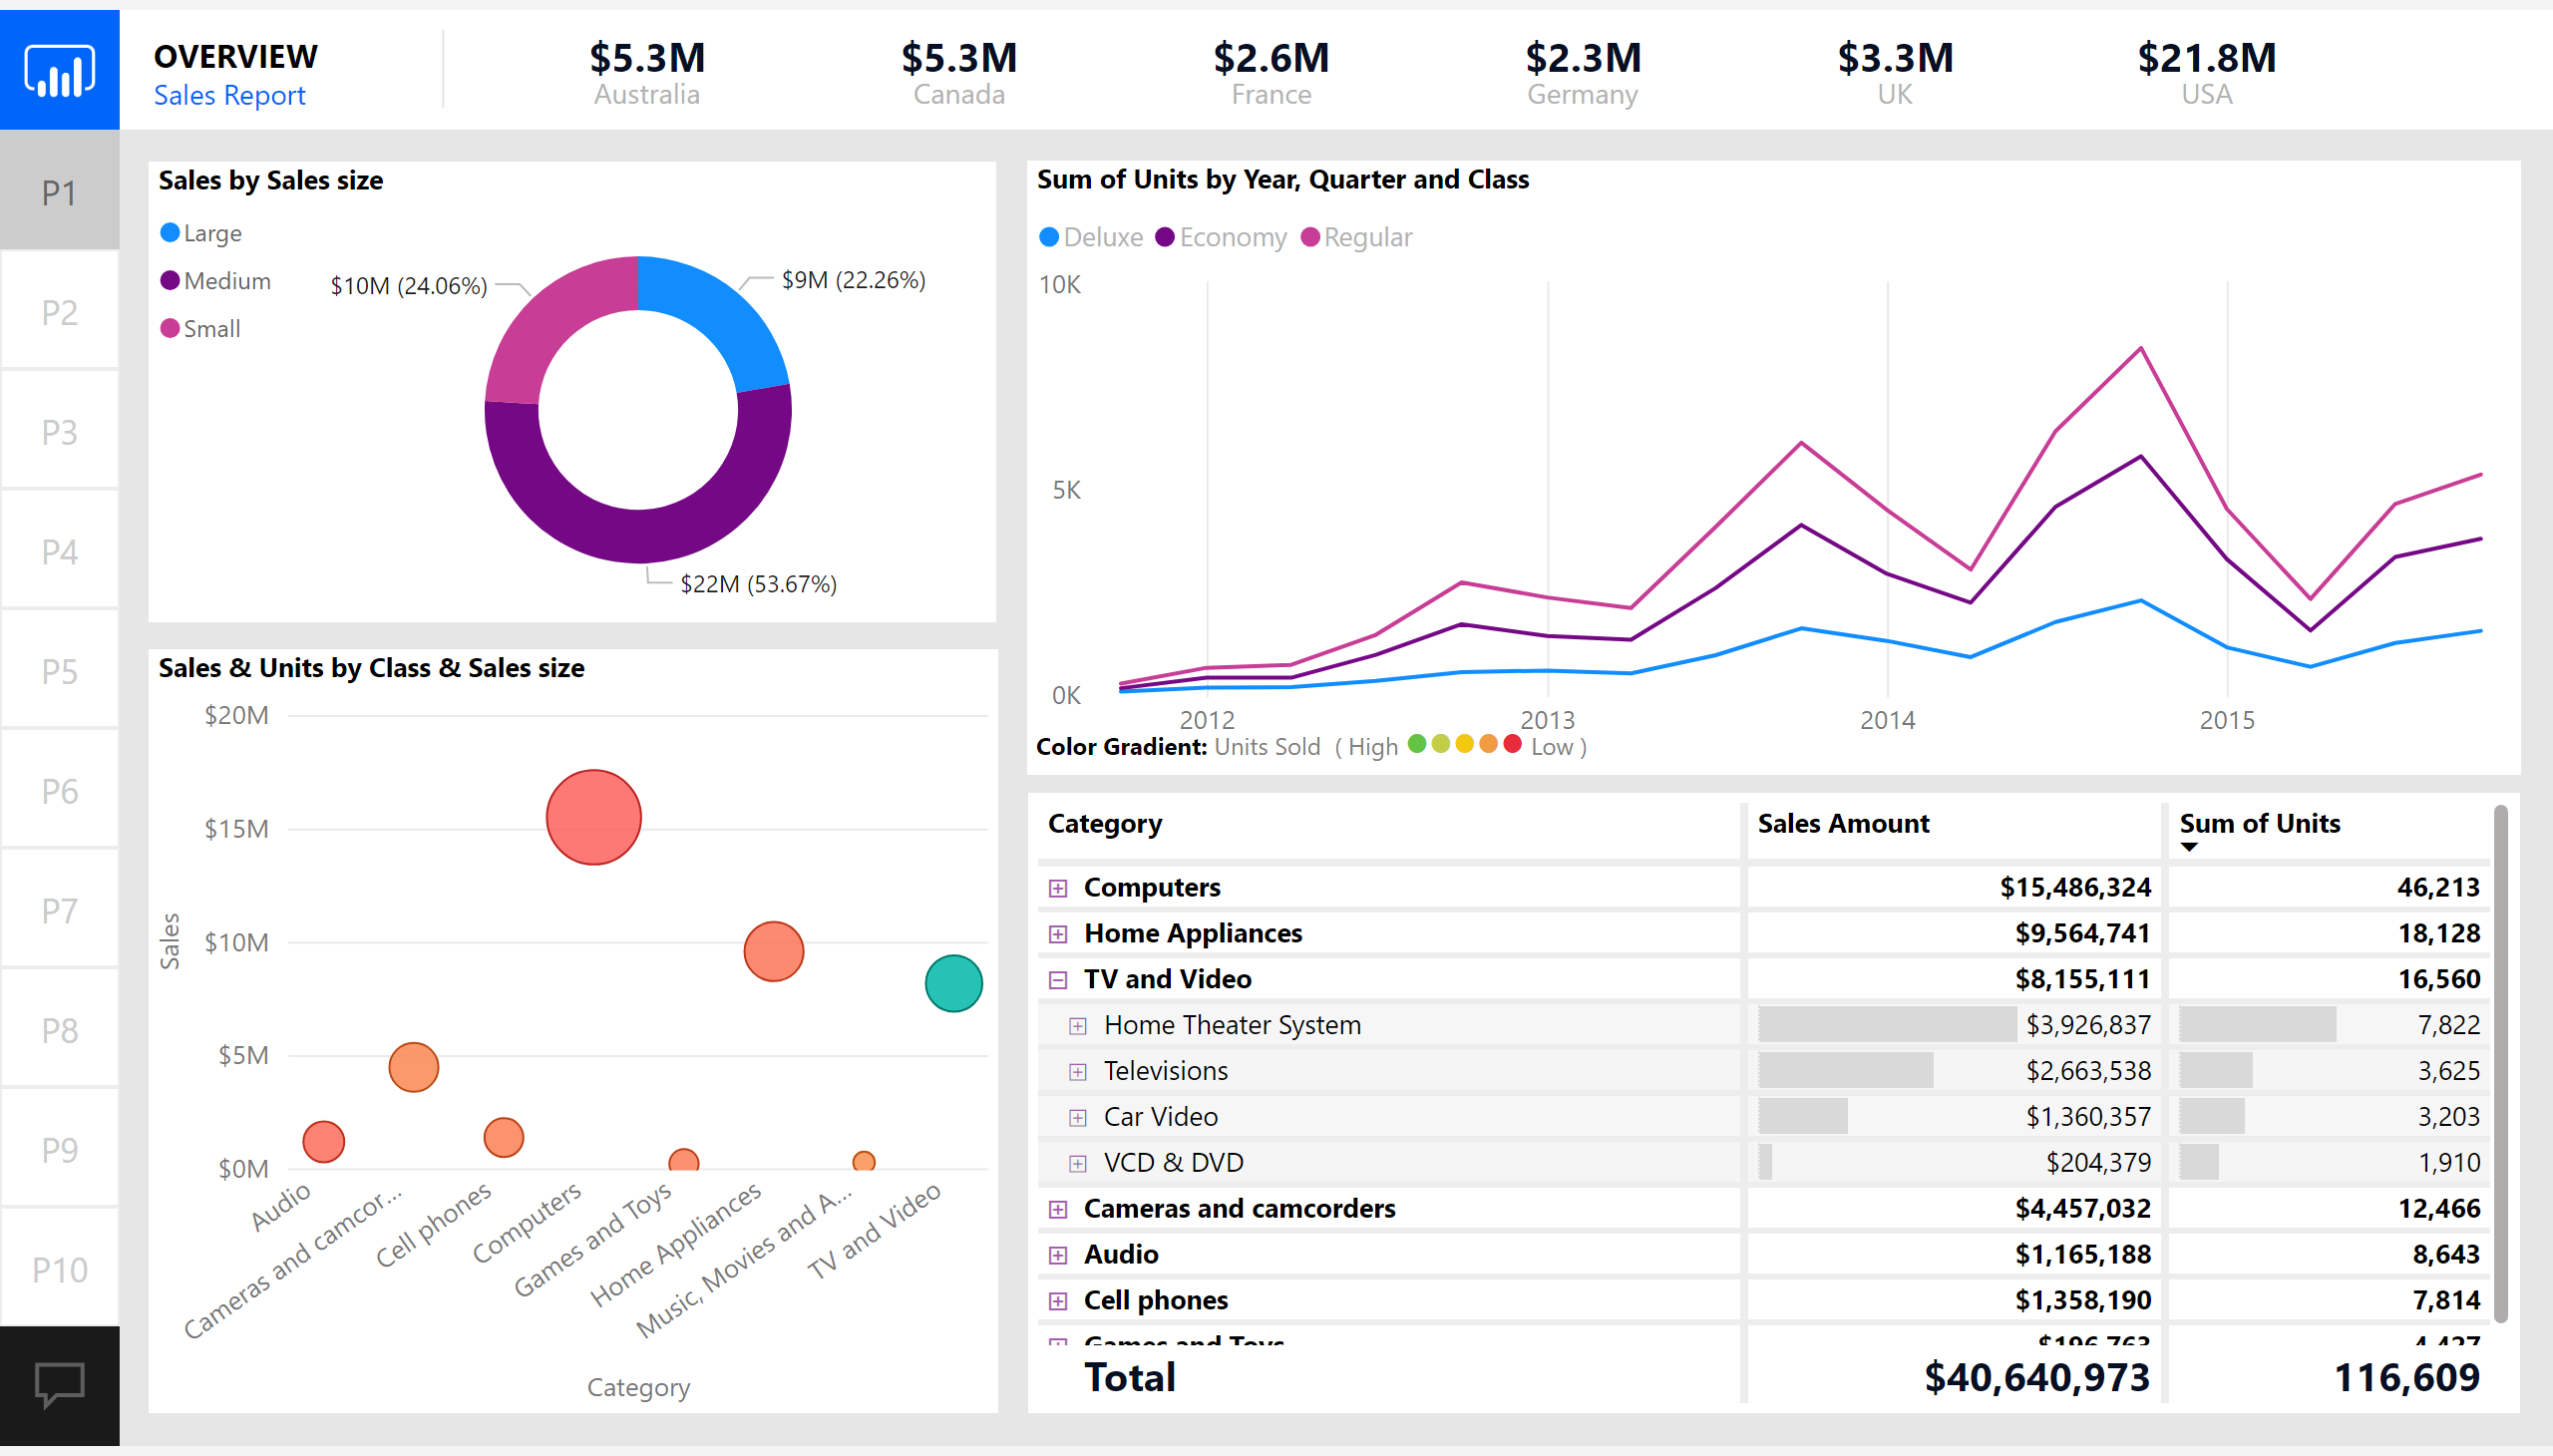 OVERVIEW
Sales Report
$5.3M
Australia
$5.3M
Canada
$2.6M
France
$2.3M
Germany
$3.3M
UK
$21.8M
USA
P1
P2
P3
P4
P5
P6
P7
P8
P9
P10
Sales by Sales size
Large
Medium
Small
$10M (24.06%)
$9M (22.26%)
$22M (53.67%)
Sum of Units by Year, Quarter and Class
Deluxe Economy Regular
10K
5K
0K
2012 2013 2014 2015
Color Gradient: Units Sold ( High Low )
Sales & Units by Class & Sales size
$20M
$15M
$10M
$5M
$0M
Sales
Audio
Cameras and camcor...
Cell phones
Computers
Games and Toys
Home Appliances
Music, Movies and A...
TV and Video
Category
Category Sales Amount Sum of Units
Computers $15,486,324 46,213
Home Appliances $9,564,741 18,128
TV and Video $8,155,111 16,560
Home Theater System $3,926,837 7,822
Televisions $2,663,538 3,625
Car Video $1,360,357 3,203
VCD & DVD $204,379 1,910
Cameras and camcorders $4,457,032 12,466
Audio $1,165,188 8,643
Cell phones $1,358,190 7,814
Games and Toys $196,763 4,427
Total $40,640,973 116,609